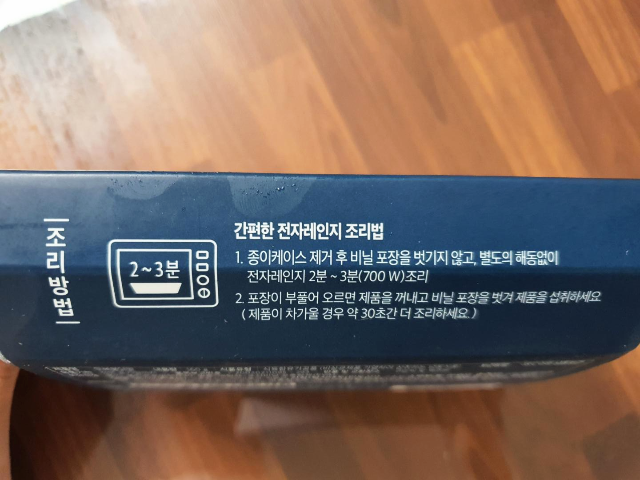 조리방법
2~3분
간편한 전자레인지 조리법
1. 종이케이스 제거 후 비닐 포장을 벗기지 않고, 별도의 해동없이
전자레인지 2분 ~ 3분(700 W)조리
2. 포장이 부풀어 오르면 제품을 꺼내고 비닐 포장을 벗겨 제품을 섭취하세요
( 제품이 차가울 경우 약 30초간 더 조리하세요. )